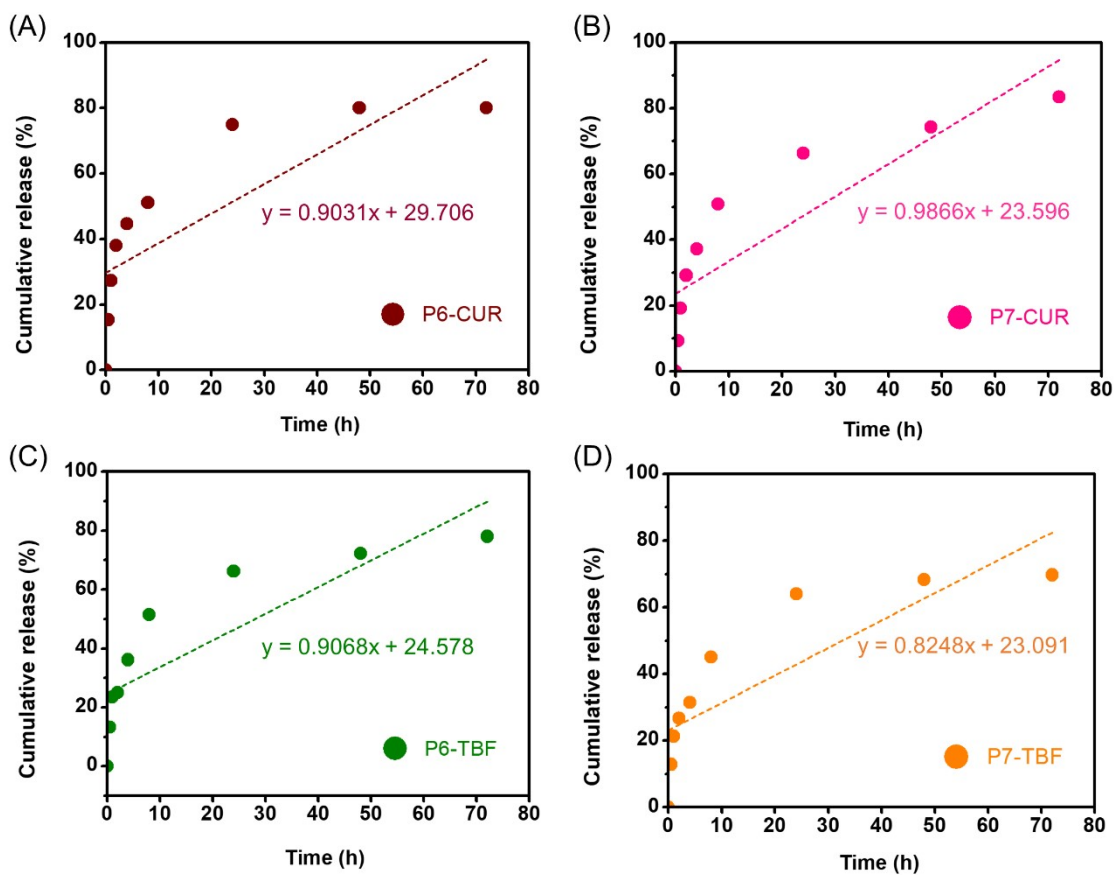 (A)
100
80
60
40
20
0
Cumulative release (%)
y = 0.9031x + 29.706
P6-CUR
0 10 20 30 40 50 60 70 80
Time (h)
(B)
100
80
60
40
20
0
Cumulative release (%)
y = 0.9866x + 23.596
P7-CUR
0 10 20 30 40 50 60 70 80
Time (h)
(C)
100
80
60
40
20
0
Cumulative release (%)
y = 0.9068x + 24.578
P6-TBF
0 10 20 30 40 50 60 70 80
Time (h)
(D)
100
80
60
40
20
0
Cumulative release (%)
y = 0.8248x + 23.091
P7-TBF
0 10 20 30 40 50 60 70 80
Time (h)